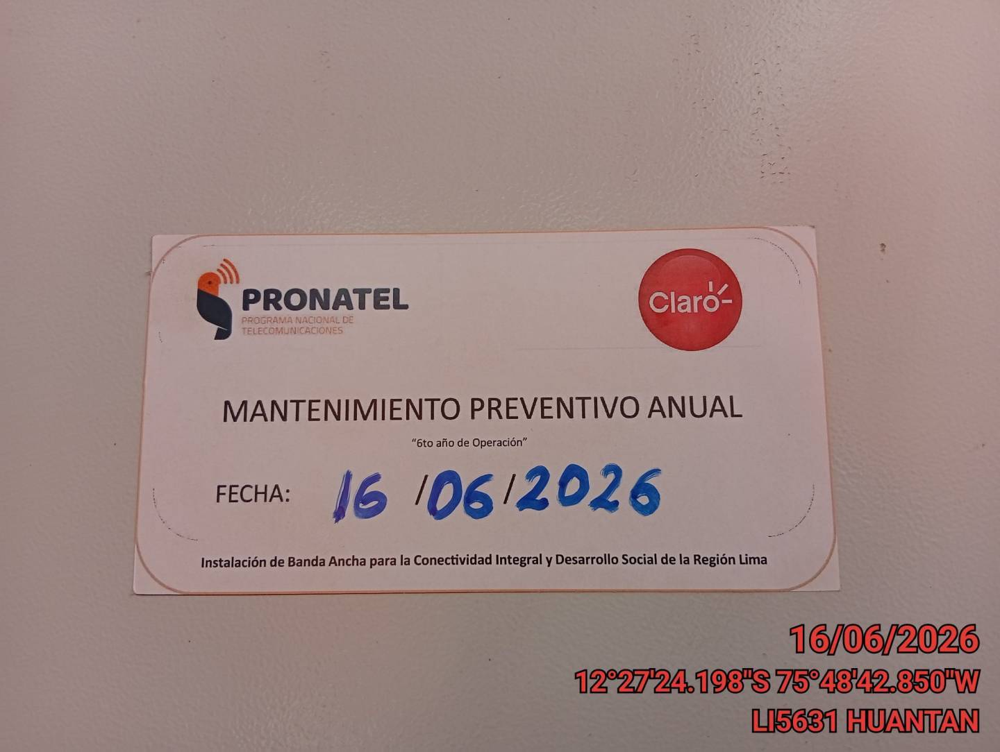 PRONATEL
PROGRAMA NACIONAL DE
TELECOMUNICACIONES
Claro
MANTENIMIENTO PREVENTIVO ANUAL
“6to año de Operación”
FECHA: 16 /06/2026
Instalación de Banda Ancha para la Conectividad Integral y Desarrollo Social de la Región Lima
16/06/2026
12°27'24.198"S 75°48'42.850"W
LI5631 HUANTAN